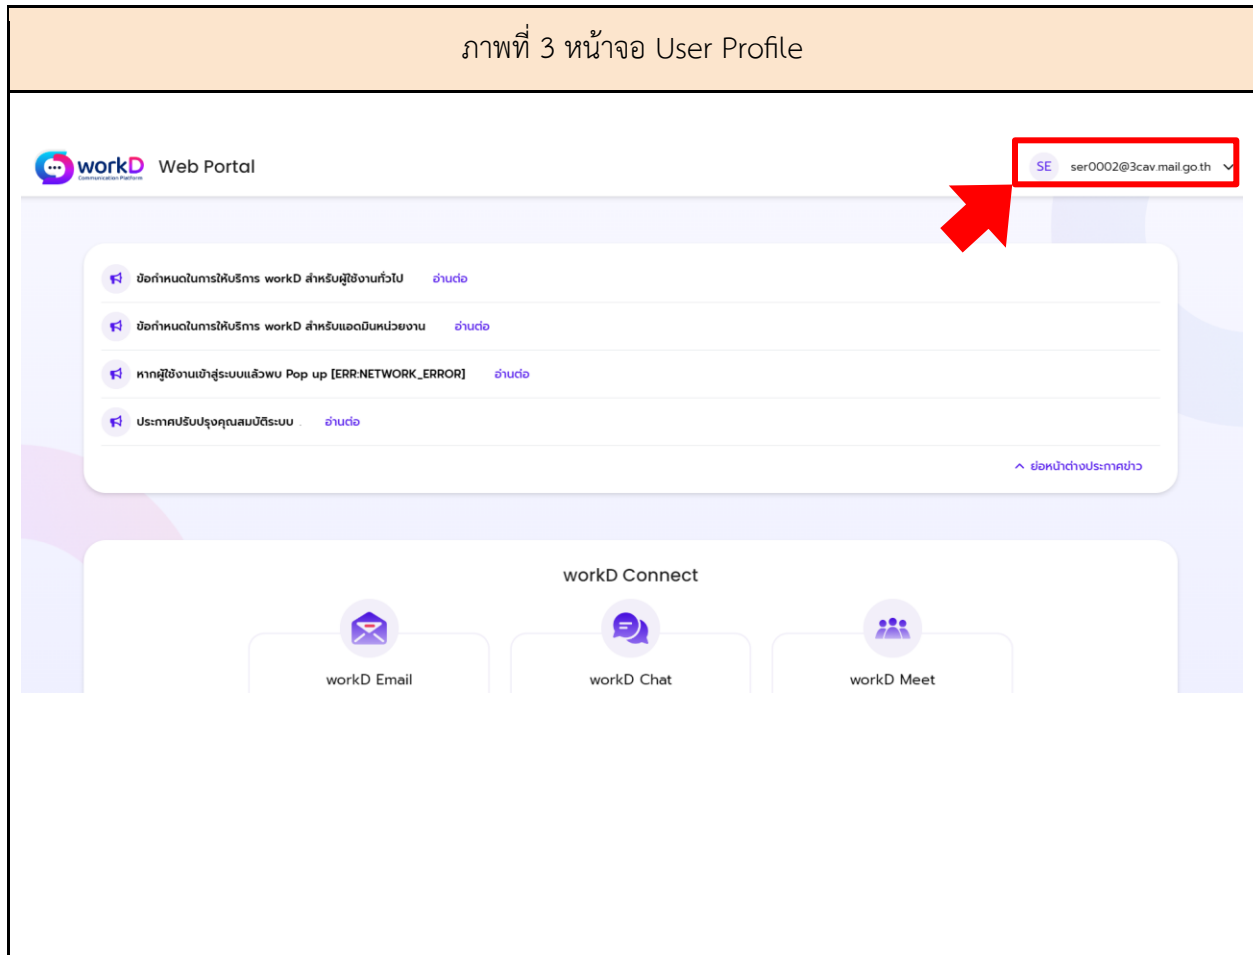 ภาพที่ 3 หน้าจอ User Profile
workD Web Portal
Communication Platform
SE ser0002@3cav.mail.go.th
ข้อกำหนดในการให้บริการ workD สำหรับผู้ใช้งานทั่วไป อ่านต่อ
ข้อกำหนดในการให้บริการ workD สำหรับแอดมินหน่วยงาน อ่านต่อ
หากผู้ใช้งานเข้าสู่ระบบแล้วพบ Pop up [ERR:NETWORK_ERROR] อ่านต่อ
ประกาศปรับปรุงคุณสมบัติระบบ . อ่านต่อ
ย่อหน้าต่างประกาศข่าว
workD Connect
workD Email workD Chat workD Meet